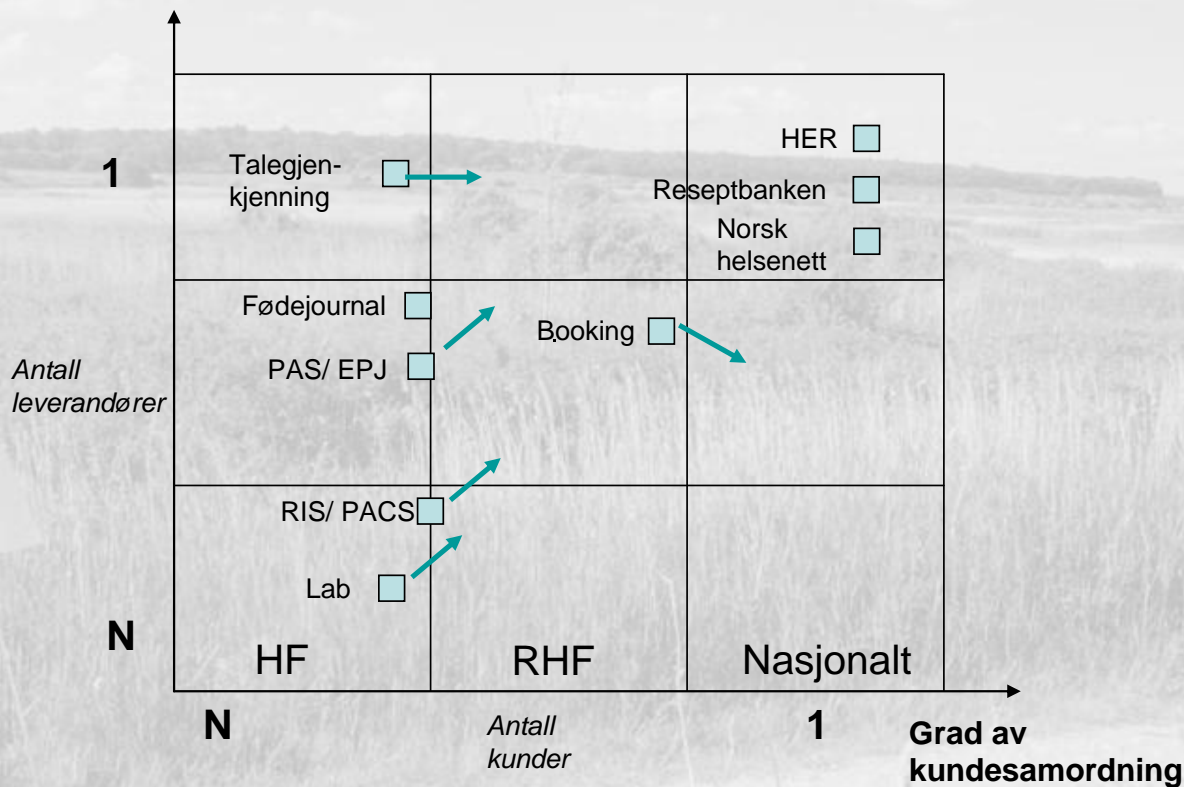 1
Talegjen-
kjenning
HER
Reseptbanken
Norsk
helsenett
Fødejournal
Booking
PAS/ EPJ
Antall
leverandører
RIS/ PACS
Lab
N
HF
RHF
Nasjonalt
N
Antall
kunder
1
Grad av
kundesamordning